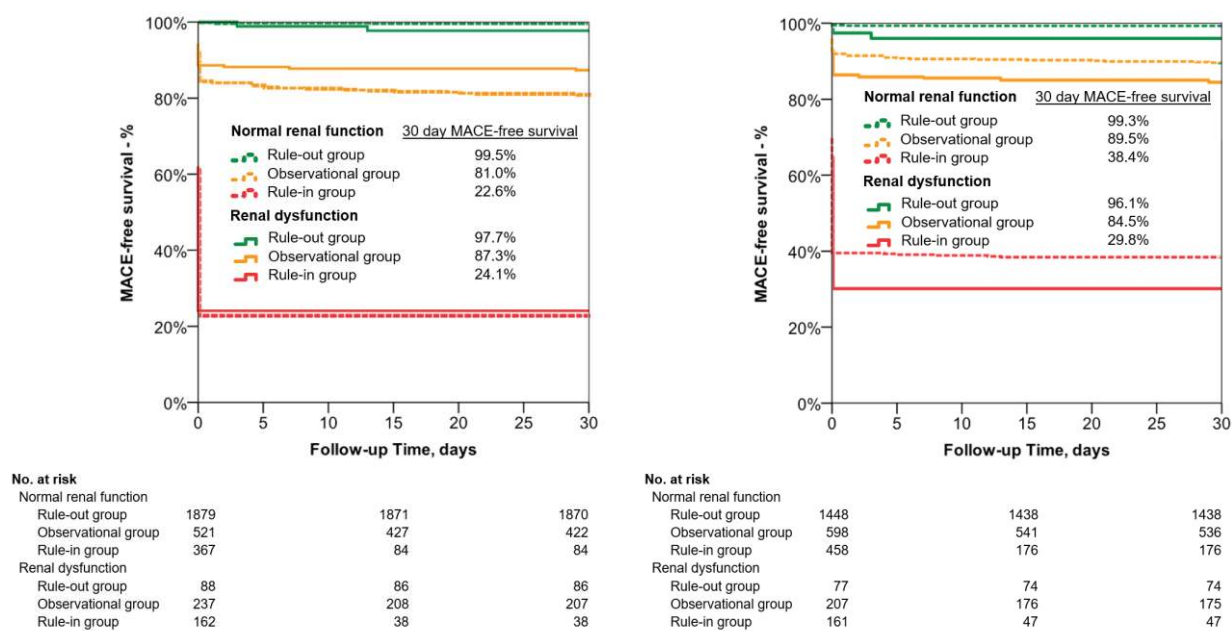 100%
80%
60%
40%
20%
0%
MACE-free survival - %
Normal renal function 30 day MACE-free survival
Rule-out group 99.5%
Observational group 81.0%
Rule-in group 22.6%
Renal dysfunction
Rule-out group 97.7%
Observational group 87.3%
Rule-in group 24.1%
0 5 10 15 20 25 30
Follow-up Time, days
No. at risk
Normal renal function
Rule-out group 1879 1871 1870
Observational group 521 427 422
Rule-in group 367 84 84
Renal dysfunction
Rule-out group 88 86 86
Observational group 237 208 207
Rule-in group 162 38 38
100%
80%
60%
40%
20%
0%
MACE-free survival - %
Normal renal function 30 day MACE-free survival
Rule-out group 99.3%
Observational group 89.5%
Rule-in group 38.4%
Renal dysfunction
Rule-out group 96.1%
Observational group 84.5%
Rule-in group 29.8%
0 5 10 15 20 25 30
Follow-up Time, days
No. at risk
Normal renal function
Rule-out group 1448 1438 1438
Observational group 598 541 536
Rule-in group 458 176 176
Renal dysfunction
Rule-out group 77 74 74
Observational group 207 176 175
Rule-in group 161 47 47